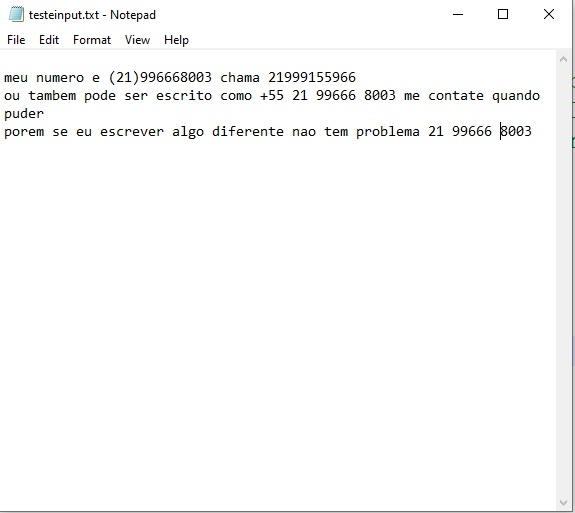 testeinput.txt - Notepad
File Edit Format View Help
meu numero e (21)996668003 chama 21999155966
ou tambem pode ser escrito como +55 21 99666 8003 me contate quando
puder
porem se eu escrever algo diferente nao tem problema 21 99666 8003